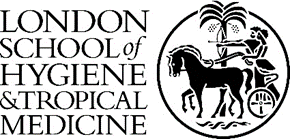 LONDON
SCHOOL of
HYGIENE
& TROPICAL
MEDICINE